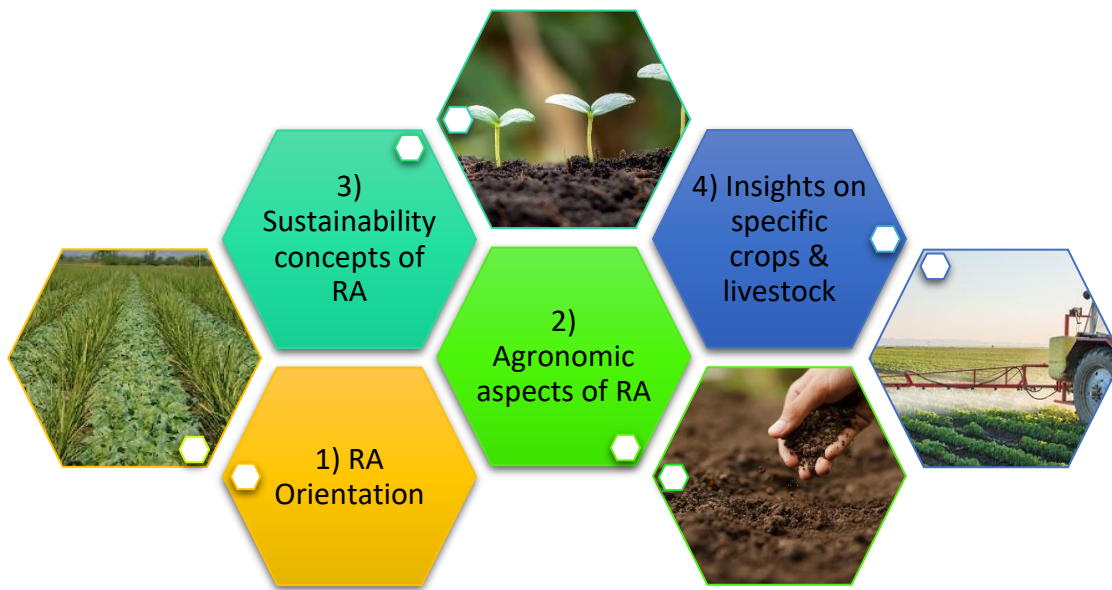 1) RA
Orientation
2)
Agronomic
aspects of RA
3)
Sustainability
concepts of
RA
4) Insights on
specific
crops &
livestock